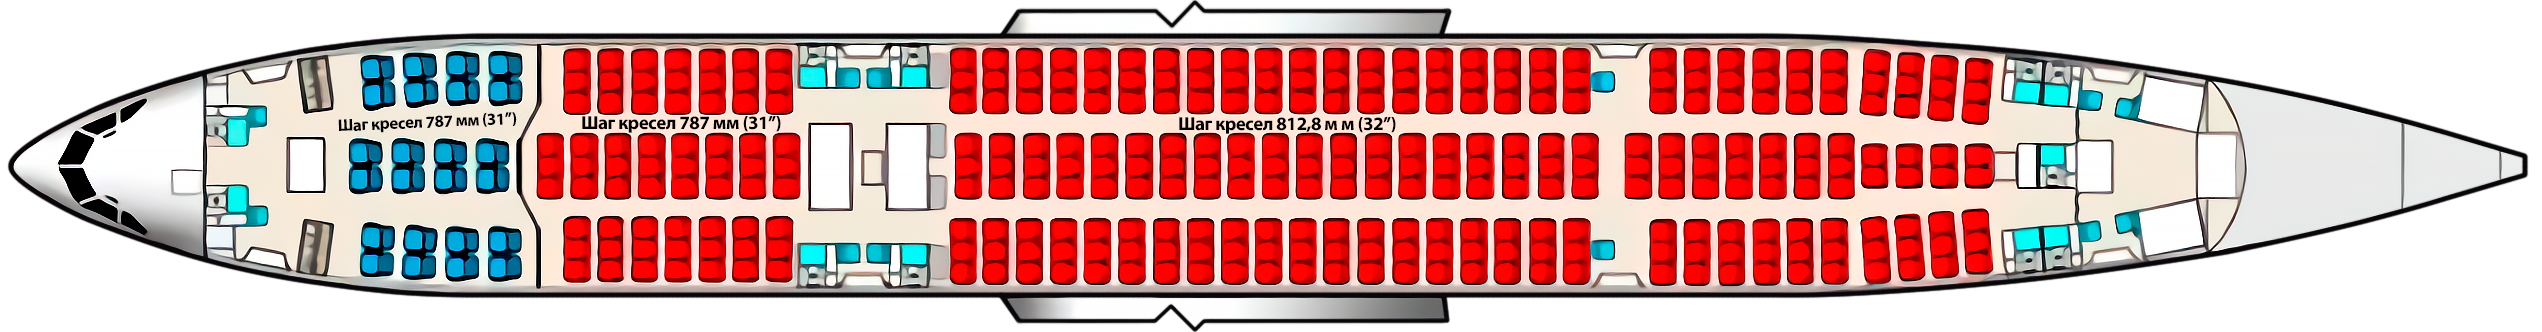 Шаг кресел 787 мм (31”)
Шаг кресел 787 мм (31”)
Шаг кресел 812,8 м м (32”)